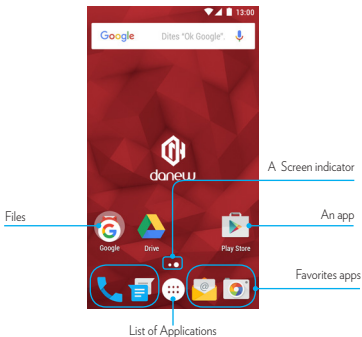 13:00
Google Dites "Ok Google".
danew
A Screen indicator
Files
An app
Google Drive Play Store
Favorites apps
List of Applications